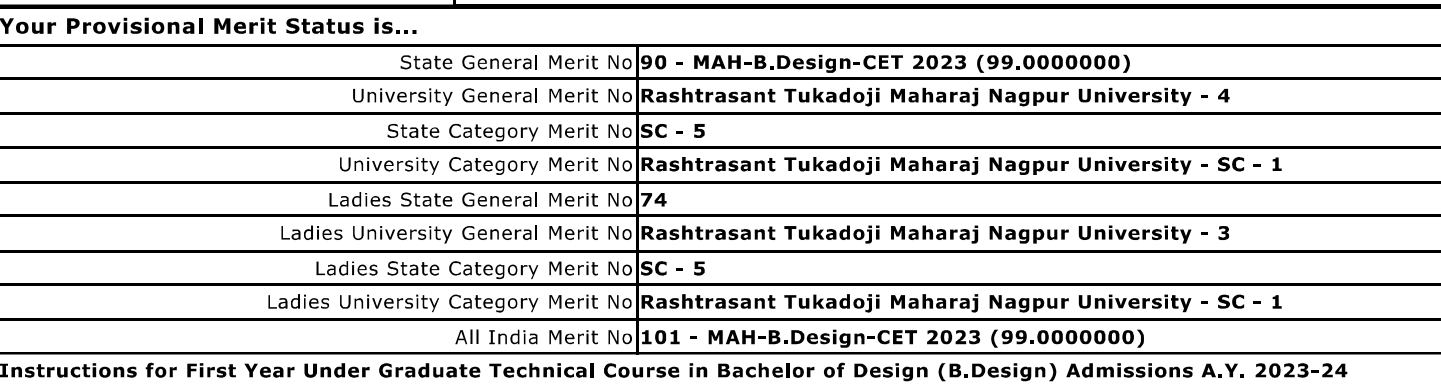 Your Provisional Merit Status is...
State General Merit No 90 - MAH-B.Design-CET 2023 (99.0000000)
University General Merit No Rashtrasant Tukadoji Maharaj Nagpur University - 4
State Category Merit No SC - 5
University Category Merit No Rashtrasant Tukadoji Maharaj Nagpur University - SC - 1
Ladies State General Merit No 74
Ladies University General Merit No Rashtrasant Tukadoji Maharaj Nagpur University - 3
Ladies State Category Merit No SC - 5
Ladies University Category Merit No Rashtrasant Tukadoji Maharaj Nagpur University - SC - 1
All India Merit No 101 - MAH-B.Design-CET 2023 (99.0000000)
Instructions for First Year Under Graduate Technical Course in Bachelor of Design (B.Design) Admissions A.Y. 2023-24